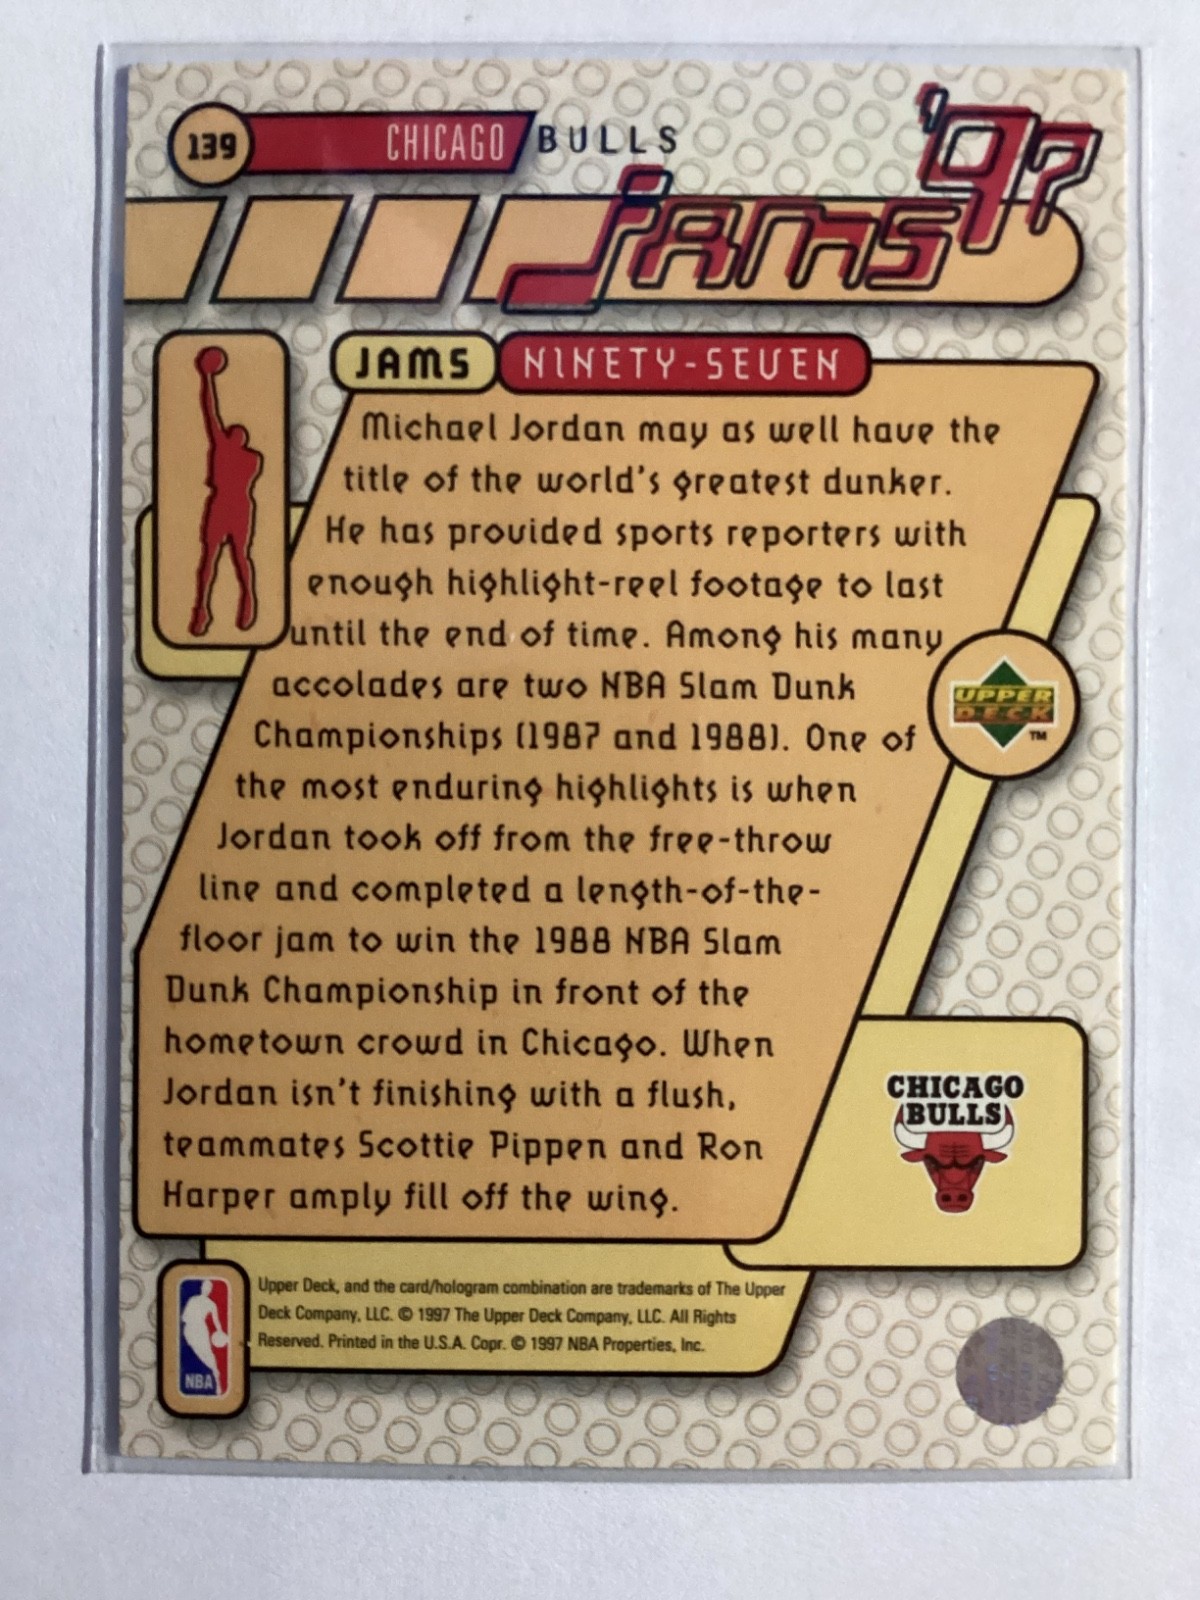 139
CHICAGO BULLS
JAMS '97
JAMS NINETY-SEVEN
Michael Jordan may as well have the
title of the world's greatest dunker.
He has provided sports reporters with
enough highlight-reel footage to last
until the end of time. Among his many
accolades are two NBA Slam Dunk
Championships (1987 and 1988). One of
the most enduring highlights is when
Jordan took off from the free-throw
line and completed a length-of-the-
floor jam to win the 1988 NBA Slam
Dunk Championship in front of the
hometown crowd in Chicago. When
Jordan isn't finishing with a flush,
teammates Scottie Pippen and Ron
Harper amply fill off the wing.
UPPER
DECK
TM
CHICAGO
BULLS
Upper Deck, and the card/hologram combination are trademarks of The Upper
Deck Company, LLC. © 1997 The Upper Deck Company, LLC. All Rights
Reserved. Printed in the U.S.A. Copr. © 1997 NBA Properties, Inc.
NBA